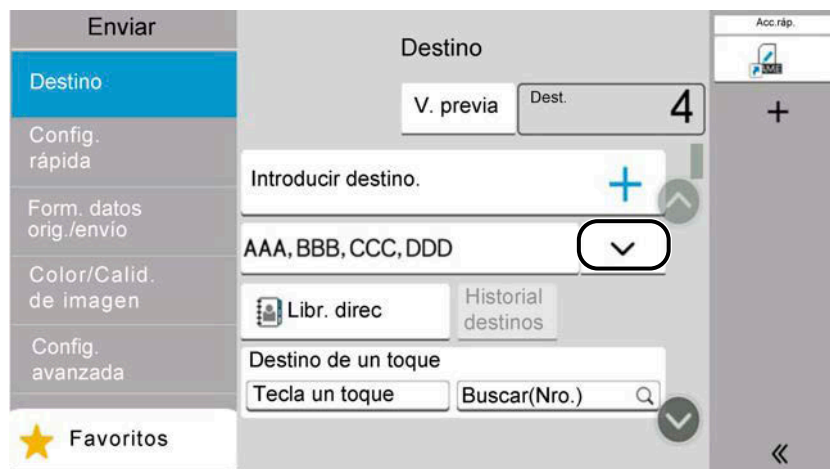 Enviar
Destino
Config.
rápida
Form. datos
orig./envío
Color/Calid.
de imagen
Config.
avanzada
Favoritos
Destino
V. previa
Dest.
4
Introducir destino.
AAA, BBB, CCC, DDD
Libr. direc
Historial
destinos
Destino de un toque
Tecla un toque
Buscar(Nro.)
Acc.ráp.